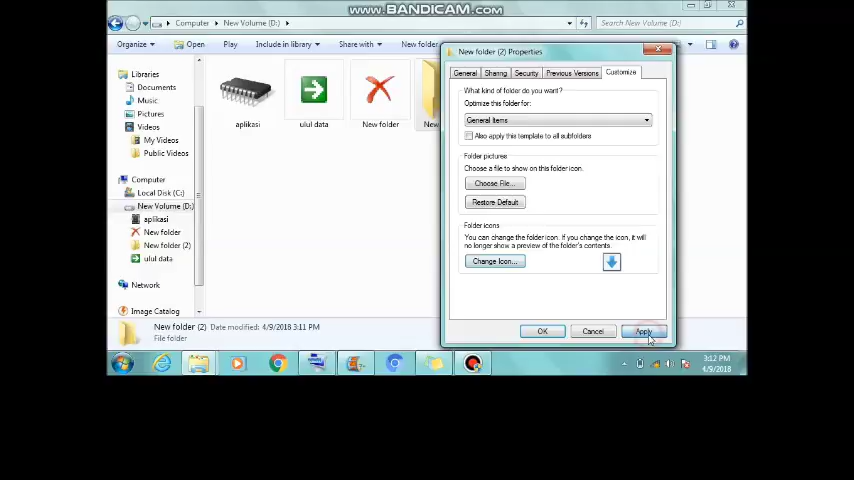 WWW.BANDICAM.COM
Computer
New Volume (D:)
Search New Volume (D:)
Organize
Open
Play
Include in library
Share with
New folder
Libraries
Documents
Music
Pictures
Videos
My Videos
Public Videos
Computer
Local Disk (C:)
New Volume (D:)
aplikasi
New folder
New folder (2)
ulul data
Network
Image Catalog
aplikasi
ulul data
New folder
New
New folder (2) Properties
General
Sharing
Security
Previous Versions
Customize
What kind of folder do you want?
Optimize this folder for:
General Items
Also apply this template to all subfolders
Folder pictures
Choose a file to show on this folder icon.
Choose File...
Restore Default
Folder icons
You can change the folder icon. If you change the icon, it will
no longer show a preview of the folder's contents.
Change Icon...
OK
Cancel
Apply
New folder (2)
Date modified: 4/9/2018 3:11 PM
File folder
3:12 PM
4/9/2018